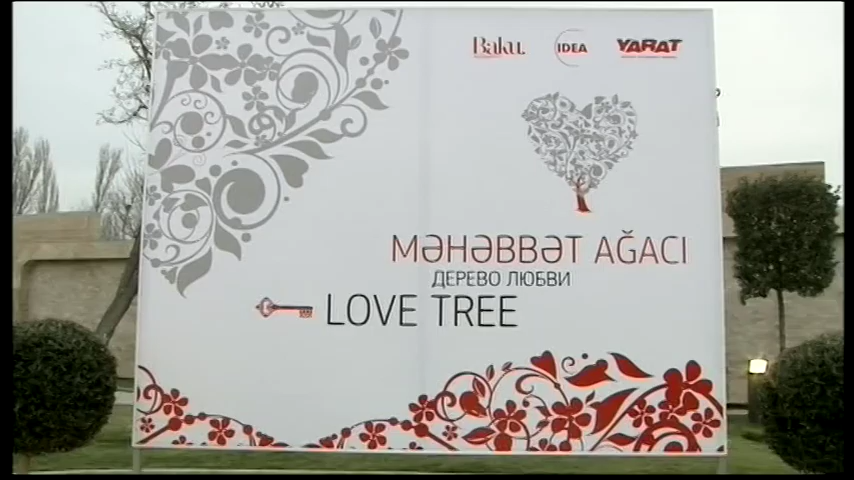 Baku. IDEA YARAT
MƏHƏBBƏT AĞACI
ДЕРЕВО ЛЮБВИ
LOVE TREE